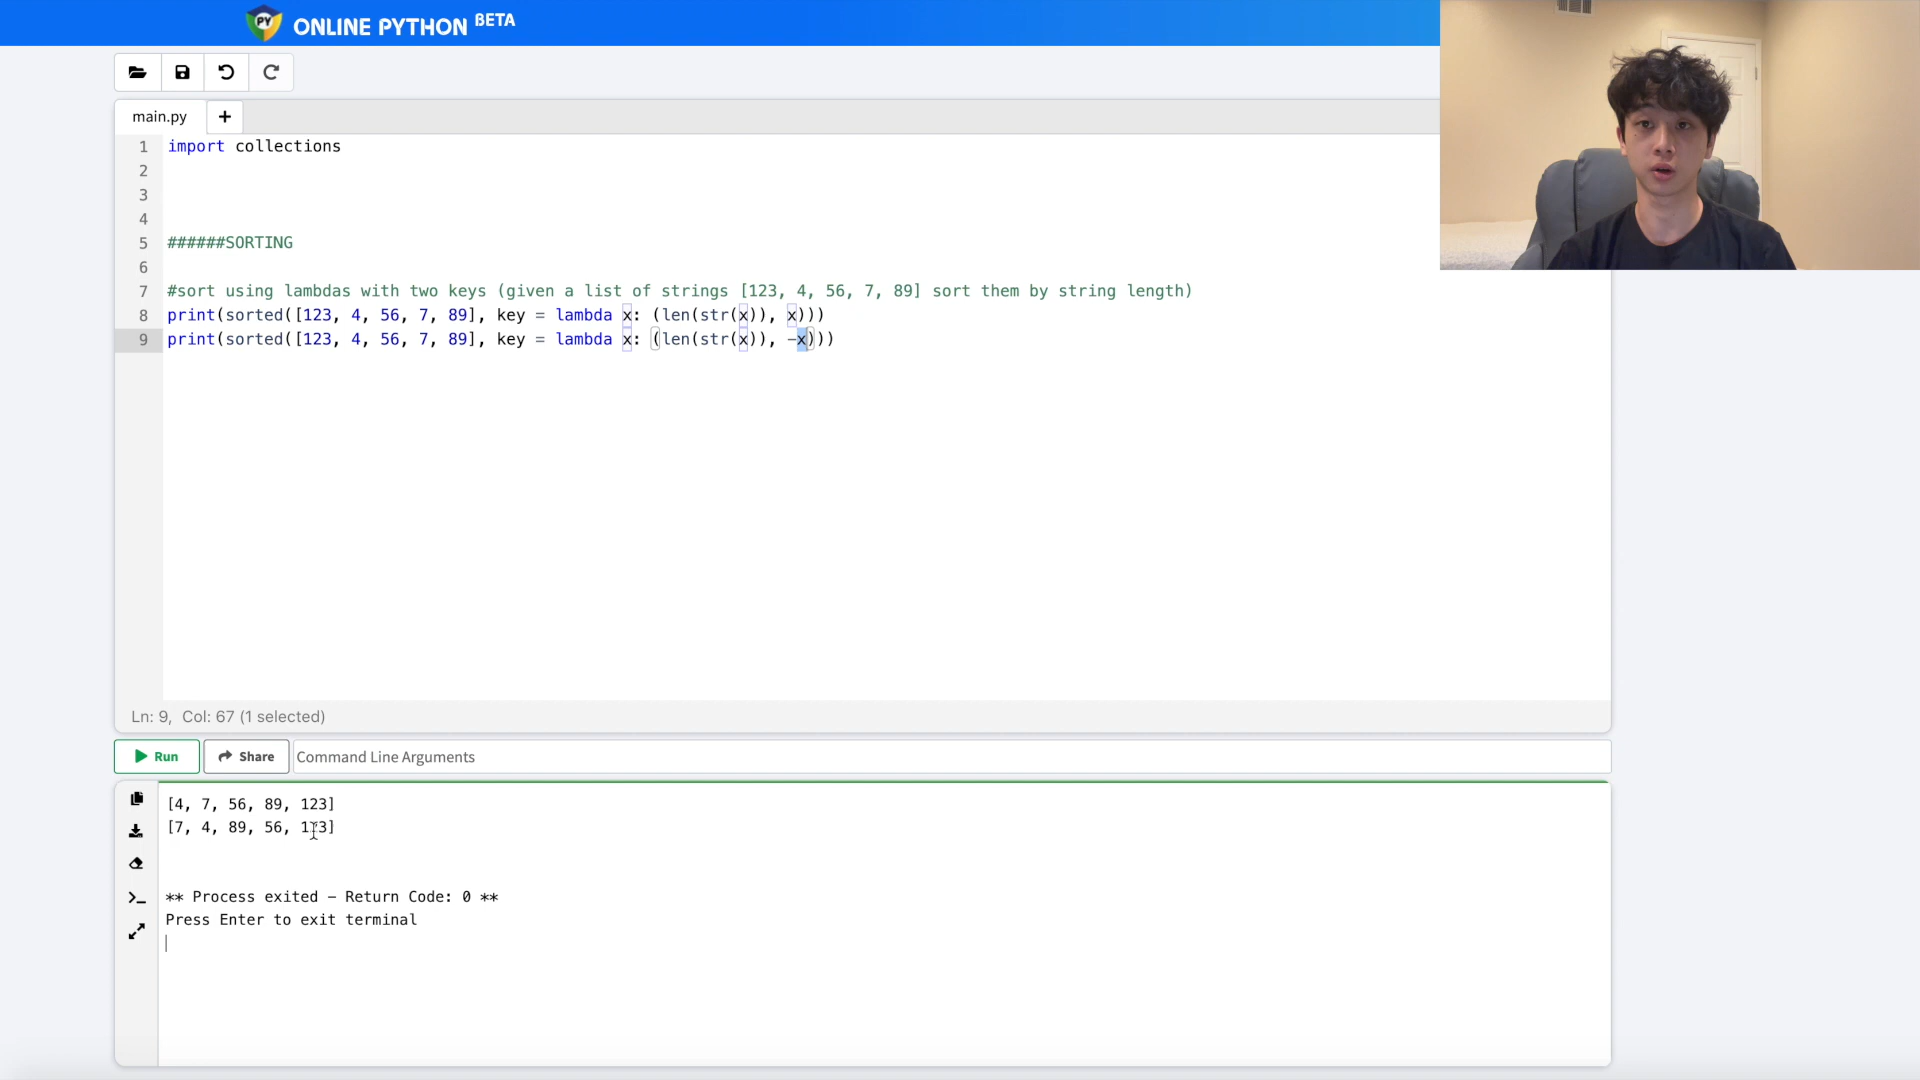 PY ONLINE PYTHON BETA
main.py +
1 import collections
2
3
4
5 ######SORTING
6
7 #sort using lambdas with two keys (given a list of strings [123, 4, 56, 7, 89] sort them by string length)
8 print(sorted([123, 4, 56, 7, 89], key = lambda x: (len(str(x)), x)))
9 print(sorted([123, 4, 56, 7, 89], key = lambda x: (len(str(x)), -x)))
Ln: 9, Col: 67 (1 selected)
Run Share Command Line Arguments
[4, 7, 56, 89, 123]
[7, 4, 89, 56, 123]
** Process exited - Return Code: 0 **
Press Enter to exit terminal